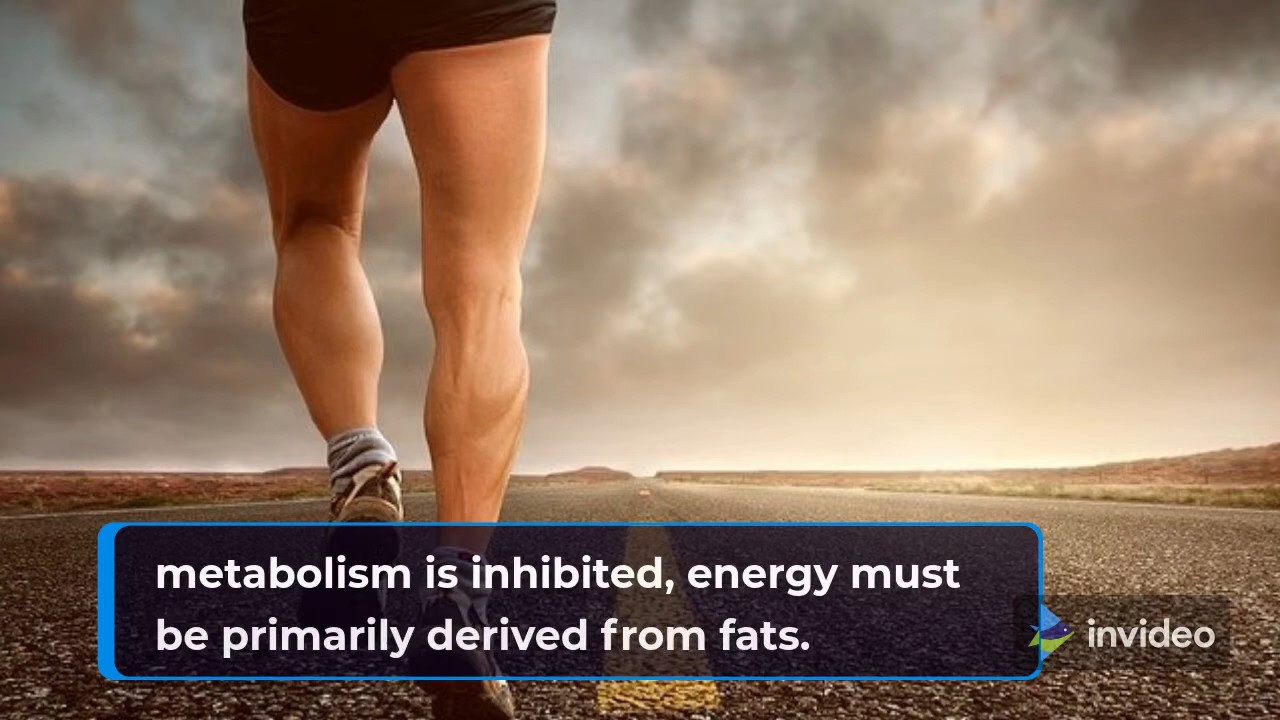 metabolism is inhibited, energy must
be primarily derived from fats.
invideo